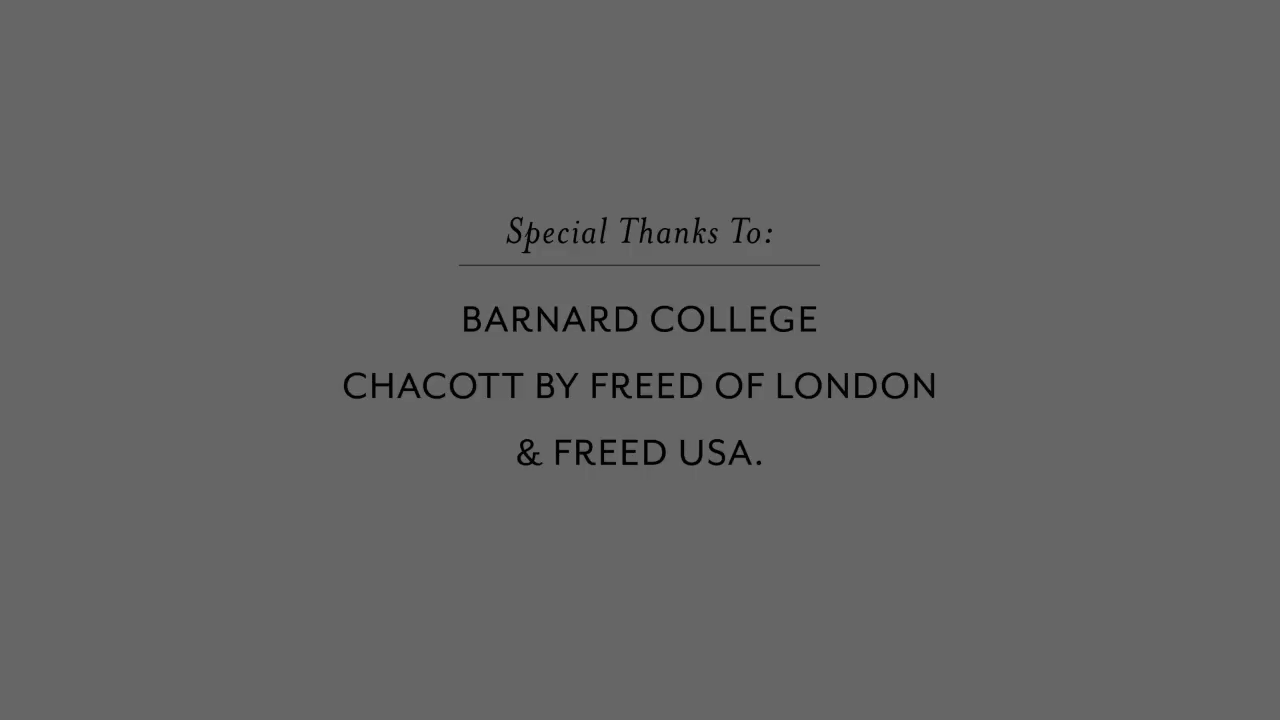 Special Thanks To:
BARNARD COLLEGE
CHACOTT BY FREED OF LONDON
& FREED USA.